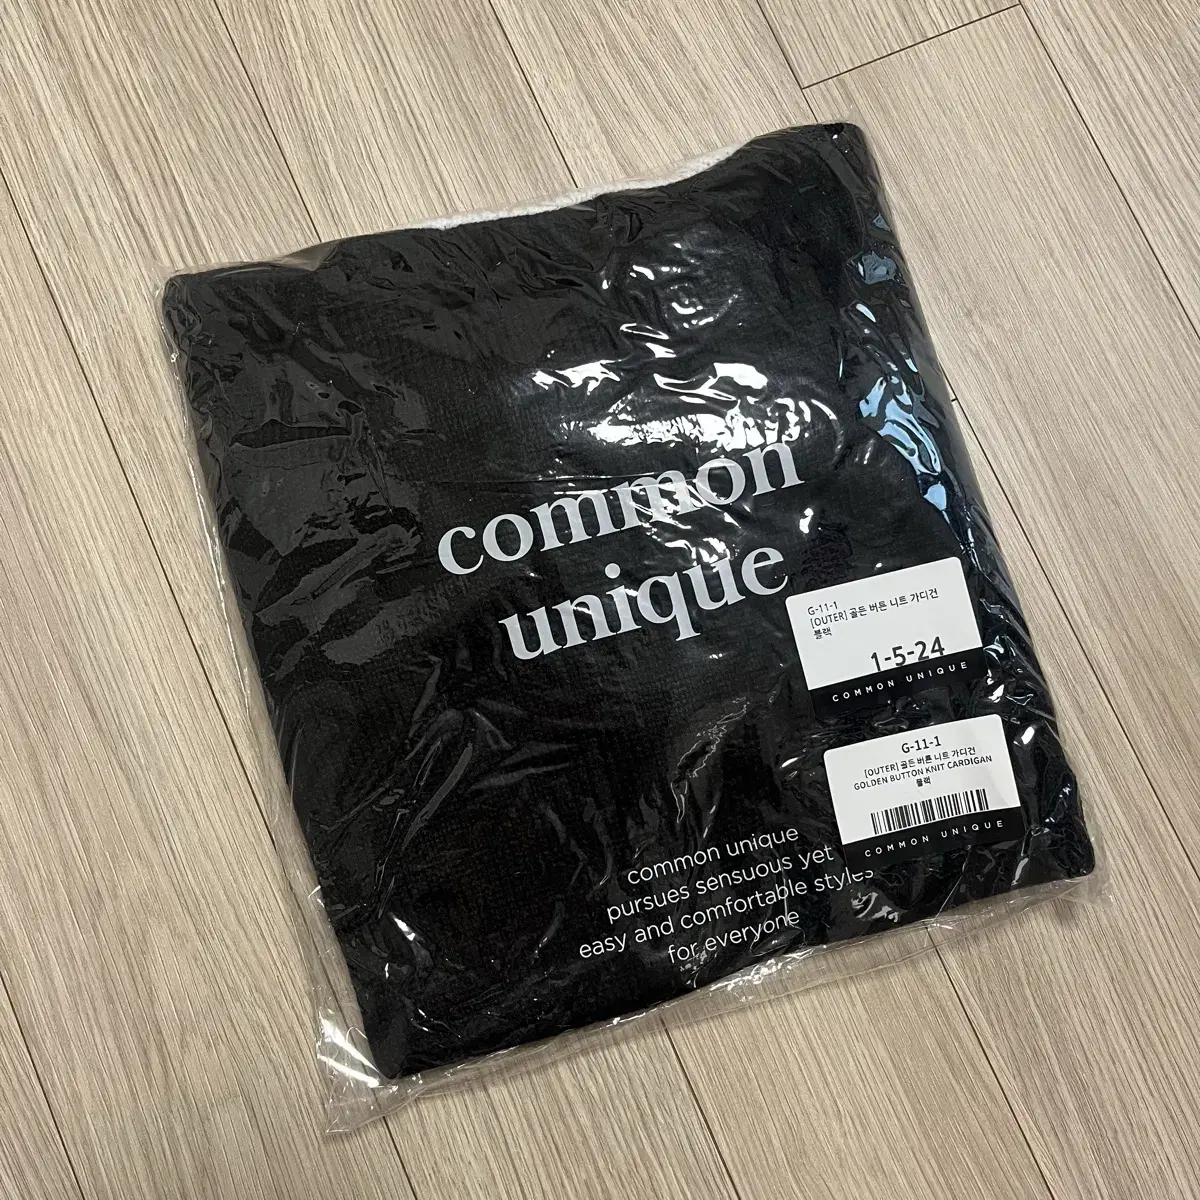 common
unique
G-11-1
[OUTER] 골든 버튼 니트 가디건
블랙
1-5-24
COMMON UNIQUE
G-11-1
[OUTER] 골든 버튼 니트 가디건
GOLDEN BUTTON KNIT CARDIGAN
블랙
COMMON UNIQUE
common unique
pursues sensuous yet
easy and comfortable styles
for everyone